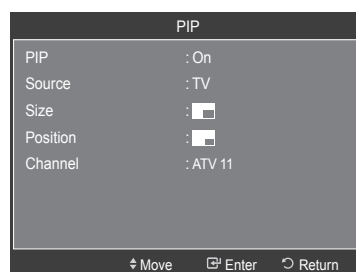 PIP
PIP : On
Source : TV
Size :
Position :
Channel : ATV 11
Move Enter Return